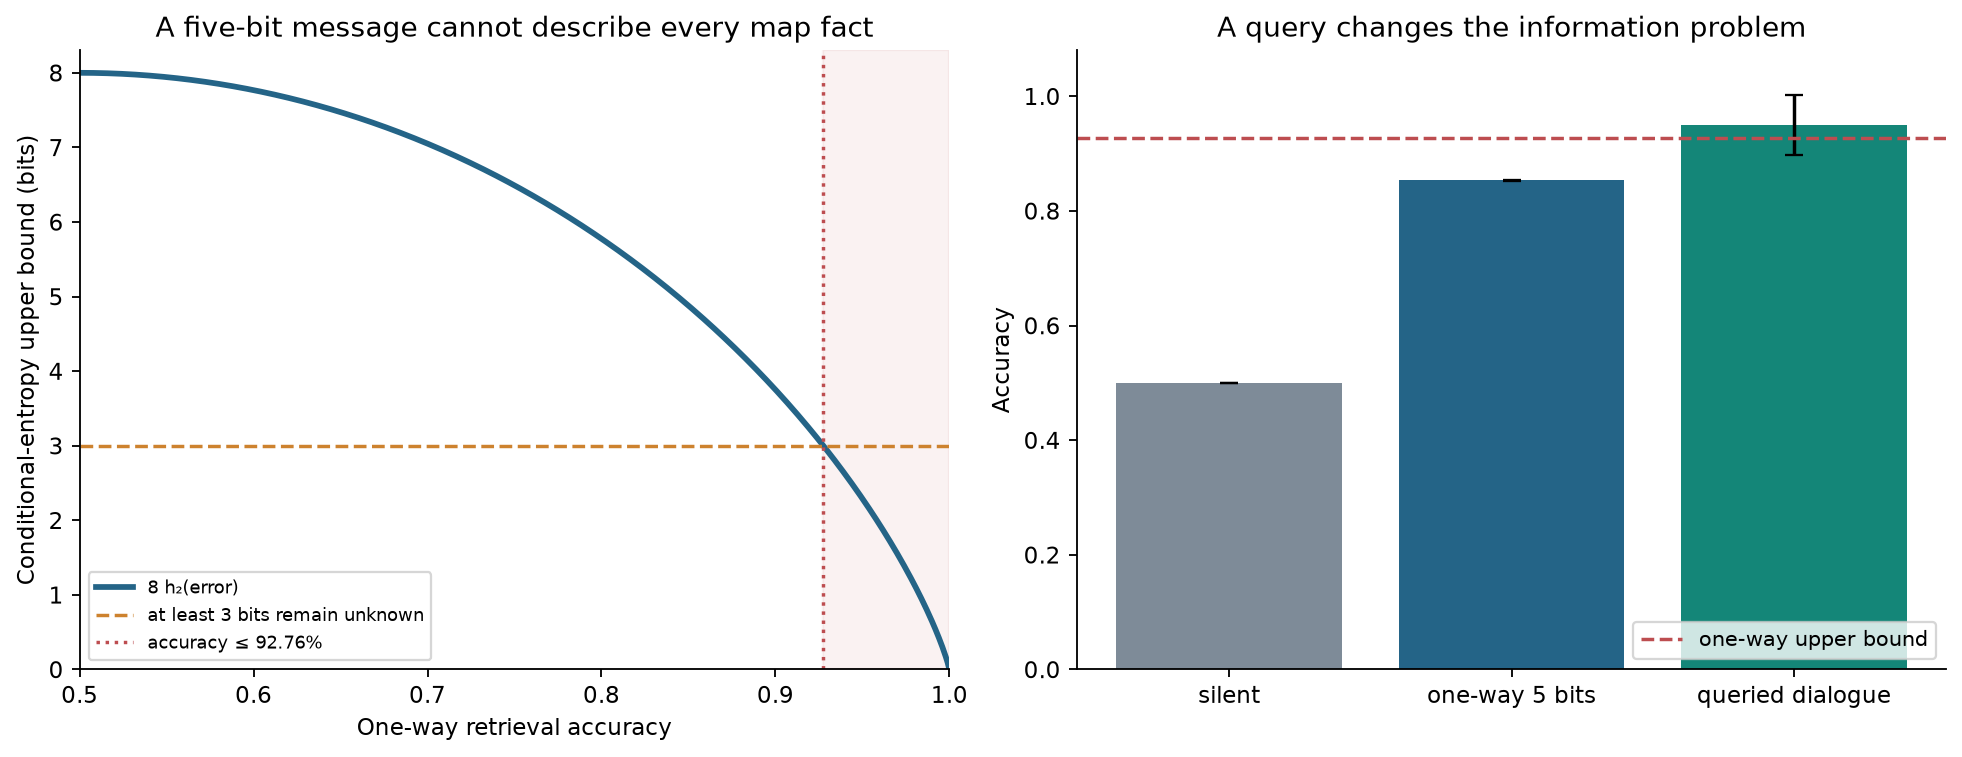 A five-bit message cannot describe every map fact
Conditional-entropy upper bound (bits)
8
7
6
5
4
3
2
1
0
8 h₂(error)
at least 3 bits remain unknown
accuracy ≤ 92.76%
0.5
0.6
0.7
0.8
0.9
1.0
One-way retrieval accuracy
A query changes the information problem
Accuracy
1.0
0.8
0.6
0.4
0.2
0.0
one-way upper bound
silent
one-way 5 bits
queried dialogue